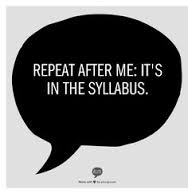 REPEAT AFTER ME: IT'S
IN THE SYLLABUS.